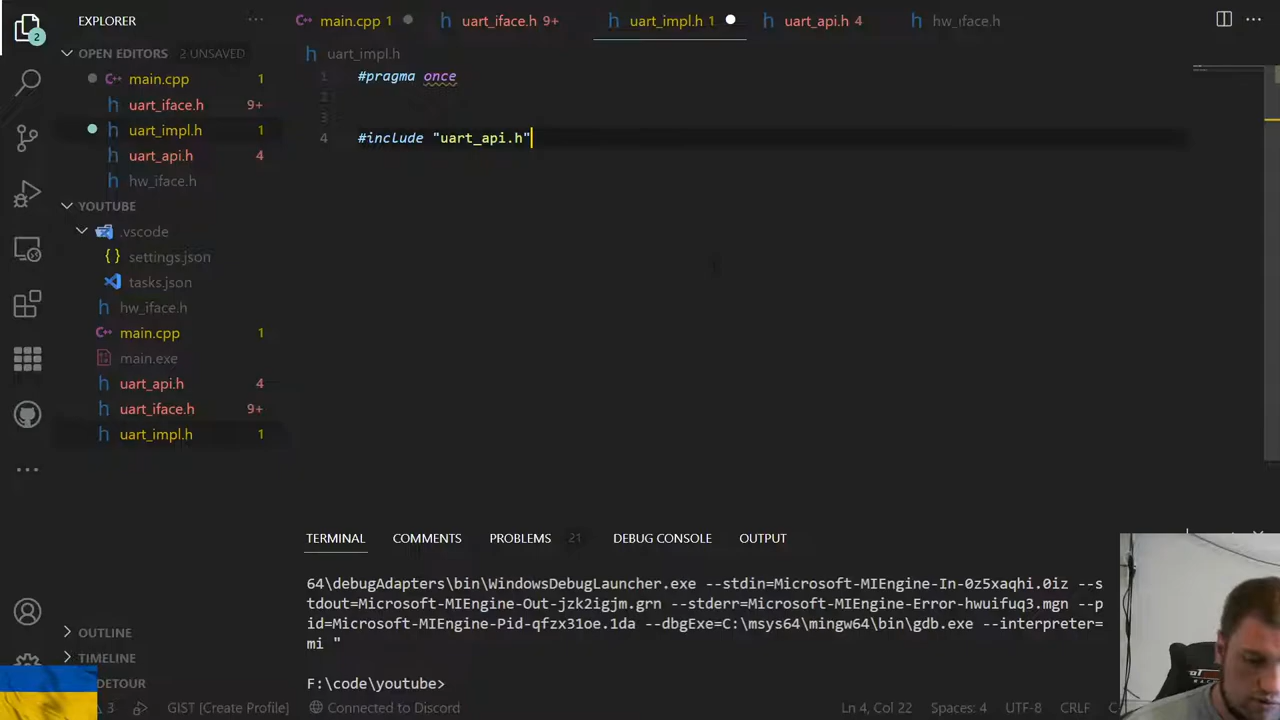 EXPLORER
···
main.cpp 1
uart_iface.h 9+
uart_impl.h 1
uart_api.h 4
hw_iface.h
OPEN EDITORS 2 UNSAVED
main.cpp 1
uart_iface.h 9+
uart_impl.h 1
uart_api.h 4
hw_iface.h
YOUTUBE
.vscode
{} settings.json
tasks.json
hw_iface.h
main.cpp 1
main.exe
uart_api.h 4
uart_iface.h 9+
uart_impl.h 1
OUTLINE
TIMELINE
DETOUR
2
uart_impl.h
1 #pragma once
2
3
4 #include "uart_api.h"
TERMINAL COMMENTS PROBLEMS 21 DEBUG CONSOLE OUTPUT
64\debugAdapters\bin\WindowsDebugLauncher.exe --stdin=Microsoft-MIEngine-In-0z5xaqhi.0iz --s
tdout=Microsoft-MIEngine-Out-jzk2igjm.grn --stderr=Microsoft-MIEngine-Error-hwuifuq3.mgn --p
id=Microsoft-MIEngine-Pid-qfzx31oe.1da --dbgExe=C:\msys64\mingw64\bin\gdb.exe --interpreter=
mi "
F:\code\youtube>
3 GIST [Create Profile] Connected to Discord Ln 4, Col 22 Spaces: 4 UTF-8 CRLF